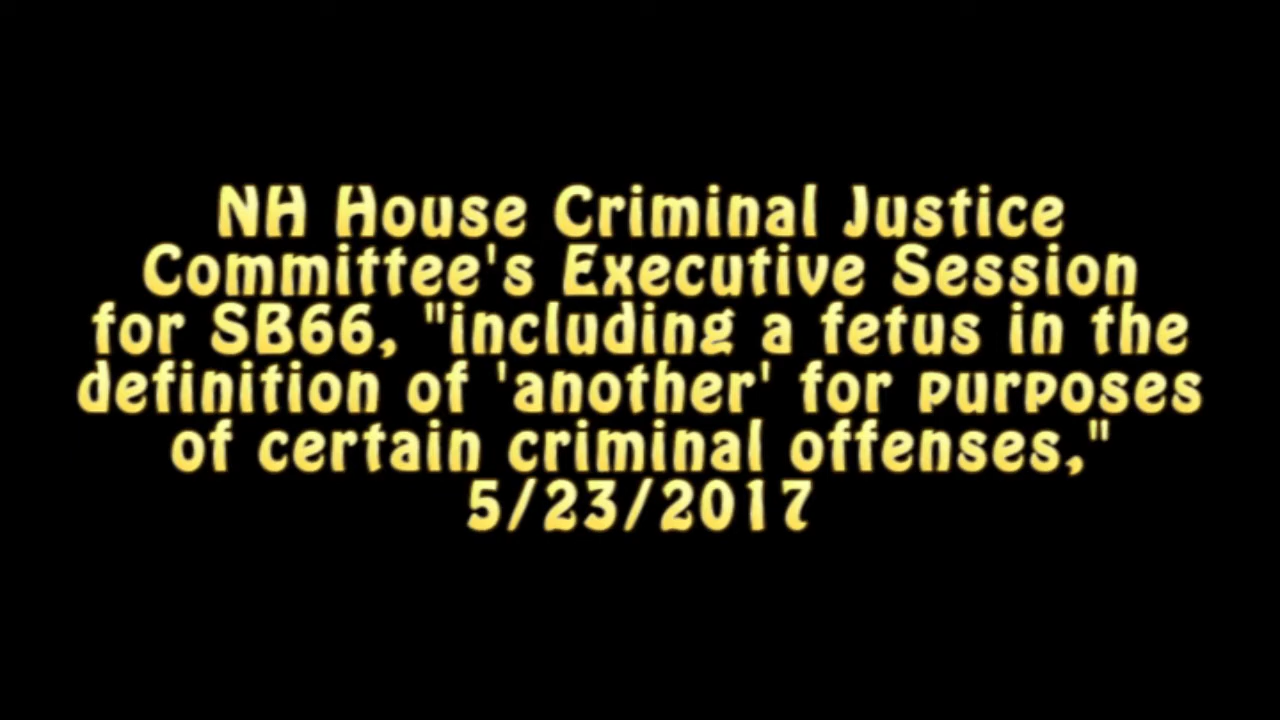 NH House Criminal Justice
Committee's Executive Session
for SB66, "including a fetus in the
definition of 'another' for purposes
of certain criminal offenses,"
5/23/2017